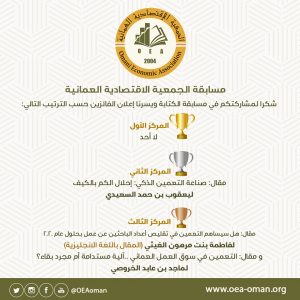 الجمعية الاقتصادية العمانية
OEA
2004
Omani Economic Association
مسابقة الجمعية الاقتصادية العمانية
شكرا لمشاركتكم في مسابقة الكتابة ويسرنا إعلان الفائزين حسب الترتيب التالي:
المركز الأول
لا أحد
المركز الثاني
مقال: صناعة التعمين الذكي: إحلال الكم بالكيف
ليعقوب بن حمد السعيدي
المركز الثالث
مقال: هل سيساهم التعمين في تقليص أعداد الباحثين عن عمل بحلول عام ٢٠٢٠
لفاطمة بنت مرهون الغيثي (المقال باللغة الانجليزية)
و مقال: التعمين في سوق العمل العماني ..آلية مستدامة أم مجرد بقاء؟
لماجد بن عابد الخروصي
@OEAoman
www.oea-oman.org